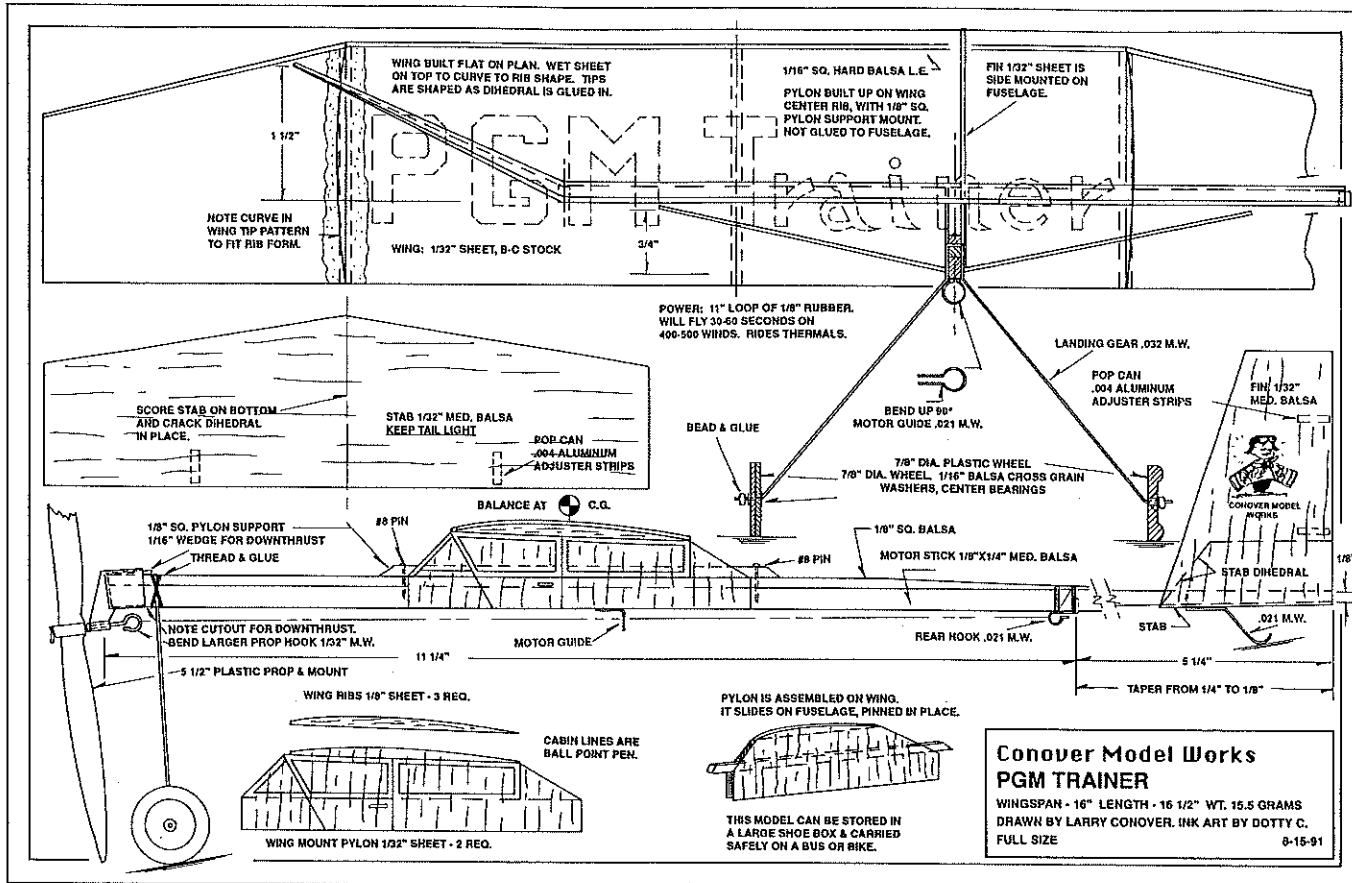 WING BUILT FLAT ON PLAN. WET SHEET
ON TOP TO CURVE TO RIB SHAPE. TIPS
ARE SHAPED AS DIHEDRAL IS GLUED IN.
1/16" SQ. HARD BALSA L.E.
PYLON BUILT UP ON WING
CENTER RIB, WITH 1/8" SQ.
PYLON SUPPORT MOUNT.
NOT GLUED TO FUSELAGE.
FIN 1/32" SHEET IS
SIDE MOUNTED ON
FUSELAGE.
1 1/2"
PGM Trainer
NOTE CURVE IN
WING TIP PATTERN
TO FIT RIB FORM.
WING: 1/32" SHEET, B-C STOCK
3/4"
POWER: 11" LOOP OF 1/8" RUBBER.
WILL FLY 30-60 SECONDS ON
400-500 WINDS. RIDES THERMALS.
LANDING GEAR .032 M.W.
SCORE STAB ON BOTTOM
AND CRACK DIHEDRAL
IN PLACE.
STAB 1/32" MED. BALSA
KEEP TAIL LIGHT
POP CAN
.004 ALUMINUM
ADJUSTER STRIPS
BEND UP 90°
MOTOR GUIDE .021 M.W.
POP CAN
.004 ALUMINUM
ADJUSTER STRIPS
FIN 1/32"
MED. BALSA
BEAD & GLUE
7/8" DIA. PLASTIC WHEEL
7/8" DIA. WHEEL, 1/16" BALSA CROSS GRAIN
WASHERS, CENTER BEARINGS
CONOVER MODEL
WORKS
BALANCE AT C.G.
1/8" SQ. PYLON SUPPORT
1/16" WEDGE FOR DOWNTHRUST
THREAD & GLUE
#8 PIN
#8 PIN
1/8" SQ. BALSA
MOTOR STICK 1/8"X1/4" MED. BALSA
STAB DIHEDRAL
1/8"
NOTE CUTOUT FOR DOWNTHRUST.
BEND LARGER PROP HOOK 1/32" M.W.
MOTOR GUIDE
REAR HOOK .021 M.W.
STAB
.021 M.W.
11 1/4"
5 1/4"
5 1/2" PLASTIC PROP & MOUNT
TAPER FROM 1/4" TO 1/8"
WING RIBS 1/8" SHEET - 3 REQ.
CABIN LINES ARE
BALL POINT PEN.
PYLON IS ASSEMBLED ON WING.
IT SLIDES ON FUSELAGE, PINNED IN PLACE.
WING MOUNT PYLON 1/32" SHEET - 2 REQ.
THIS MODEL CAN BE STORED IN
A LARGE SHOE BOX & CARRIED
SAFELY ON A BUS OR BIKE.
Conover Model Works
PGM TRAINER
WINGSPAN - 16" LENGTH - 16 1/2" WT. 15.5 GRAMS
DRAWN BY LARRY CONOVER. INK ART BY DOTTY C.
FULL SIZE 8-15-91